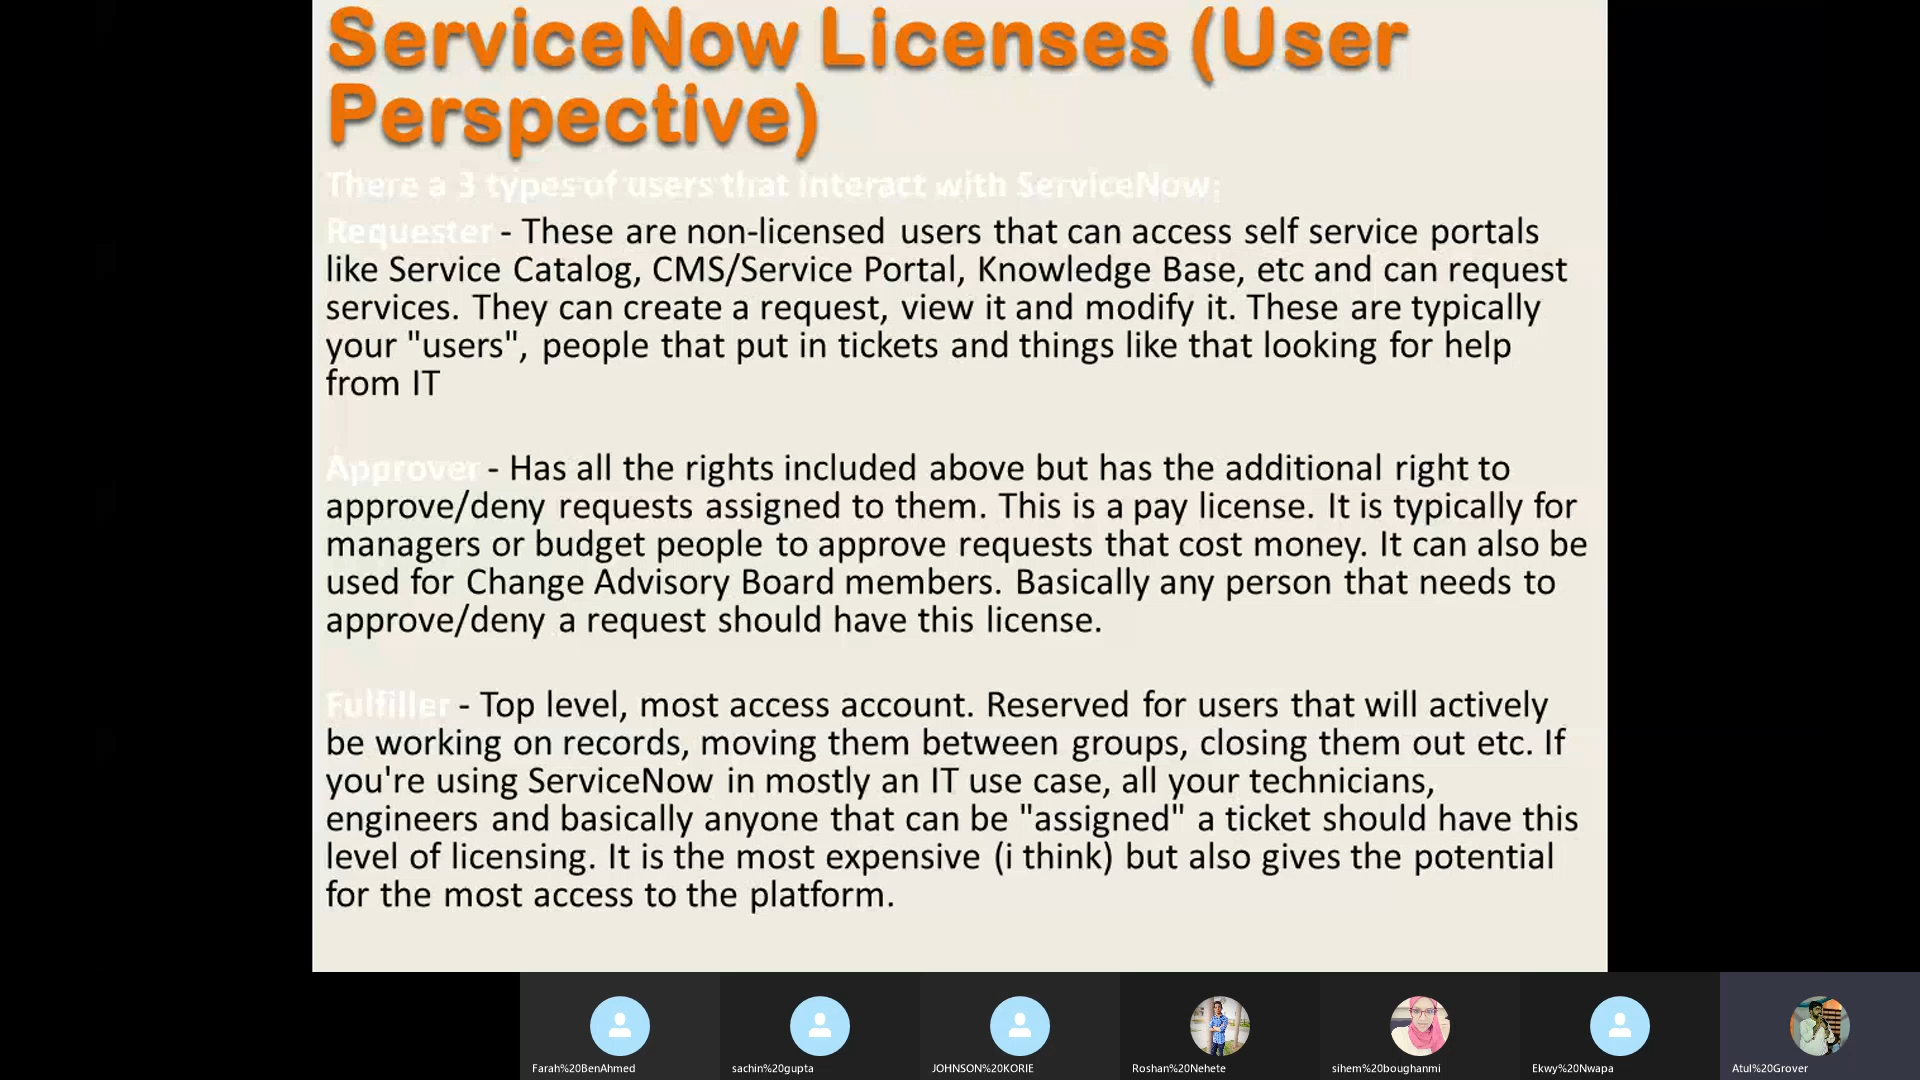 ServiceNow Licenses (User
Perspective)
There a 3 types of users that interact with ServiceNow:
Requester - These are non-licensed users that can access self service portals
like Service Catalog, CMS/Service Portal, Knowledge Base, etc and can request
services. They can create a request, view it and modify it. These are typically
your "users", people that put in tickets and things like that looking for help
from IT
Approver - Has all the rights included above but has the additional right to
approve/deny requests assigned to them. This is a pay license. It is typically for
managers or budget people to approve requests that cost money. It can also be
used for Change Advisory Board members. Basically any person that needs to
approve/deny a request should have this license.
Fulfiller - Top level, most access account. Reserved for users that will actively
be working on records, moving them between groups, closing them out etc. If
you're using ServiceNow in mostly an IT use case, all your technicians,
engineers and basically anyone that can be "assigned" a ticket should have this
level of licensing. It is the most expensive (i think) but also gives the potential
for the most access to the platform.
Farah%20BenAhmed
sachin%20gupta
JOHNSON%20KORIE
Roshan%20Nehete
sihem%20boughanmi
Ekwy%20Nwapa
Atul%20Grover